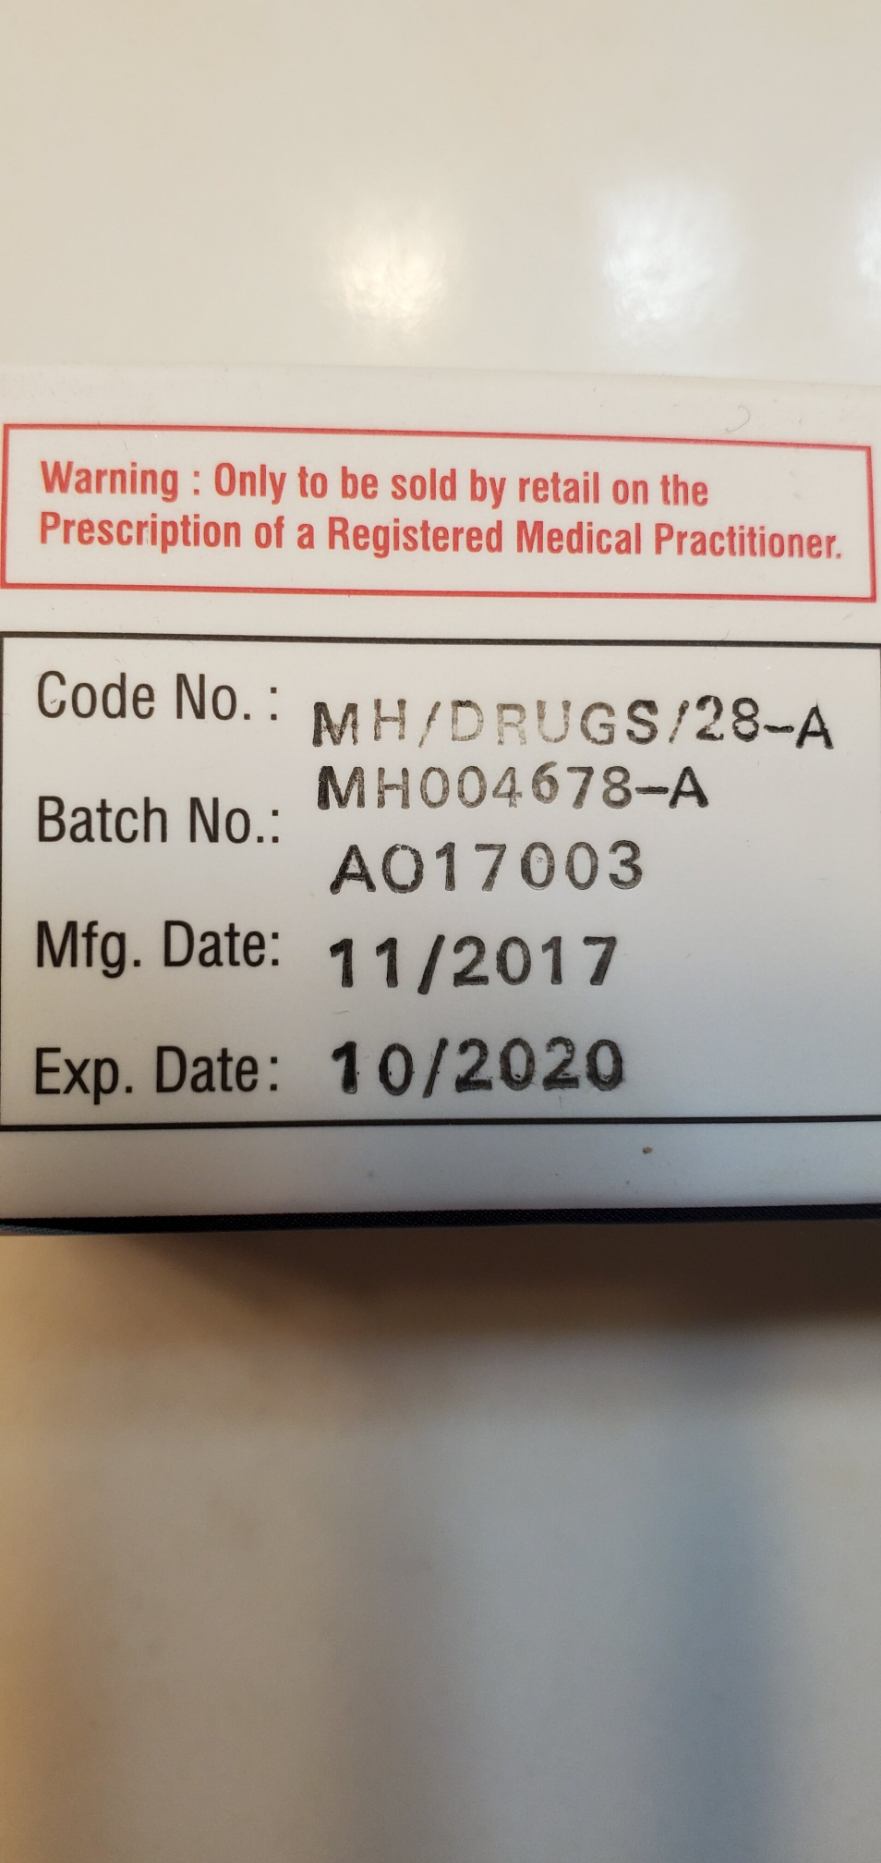 Warning : Only to be sold by retail on the
Prescription of a Registered Medical Practitioner.
Code No. : MH/DRUGS/28-A
MH004678-A
Batch No.: AO17003
Mfg. Date: 11/2017
Exp. Date: 10/2020